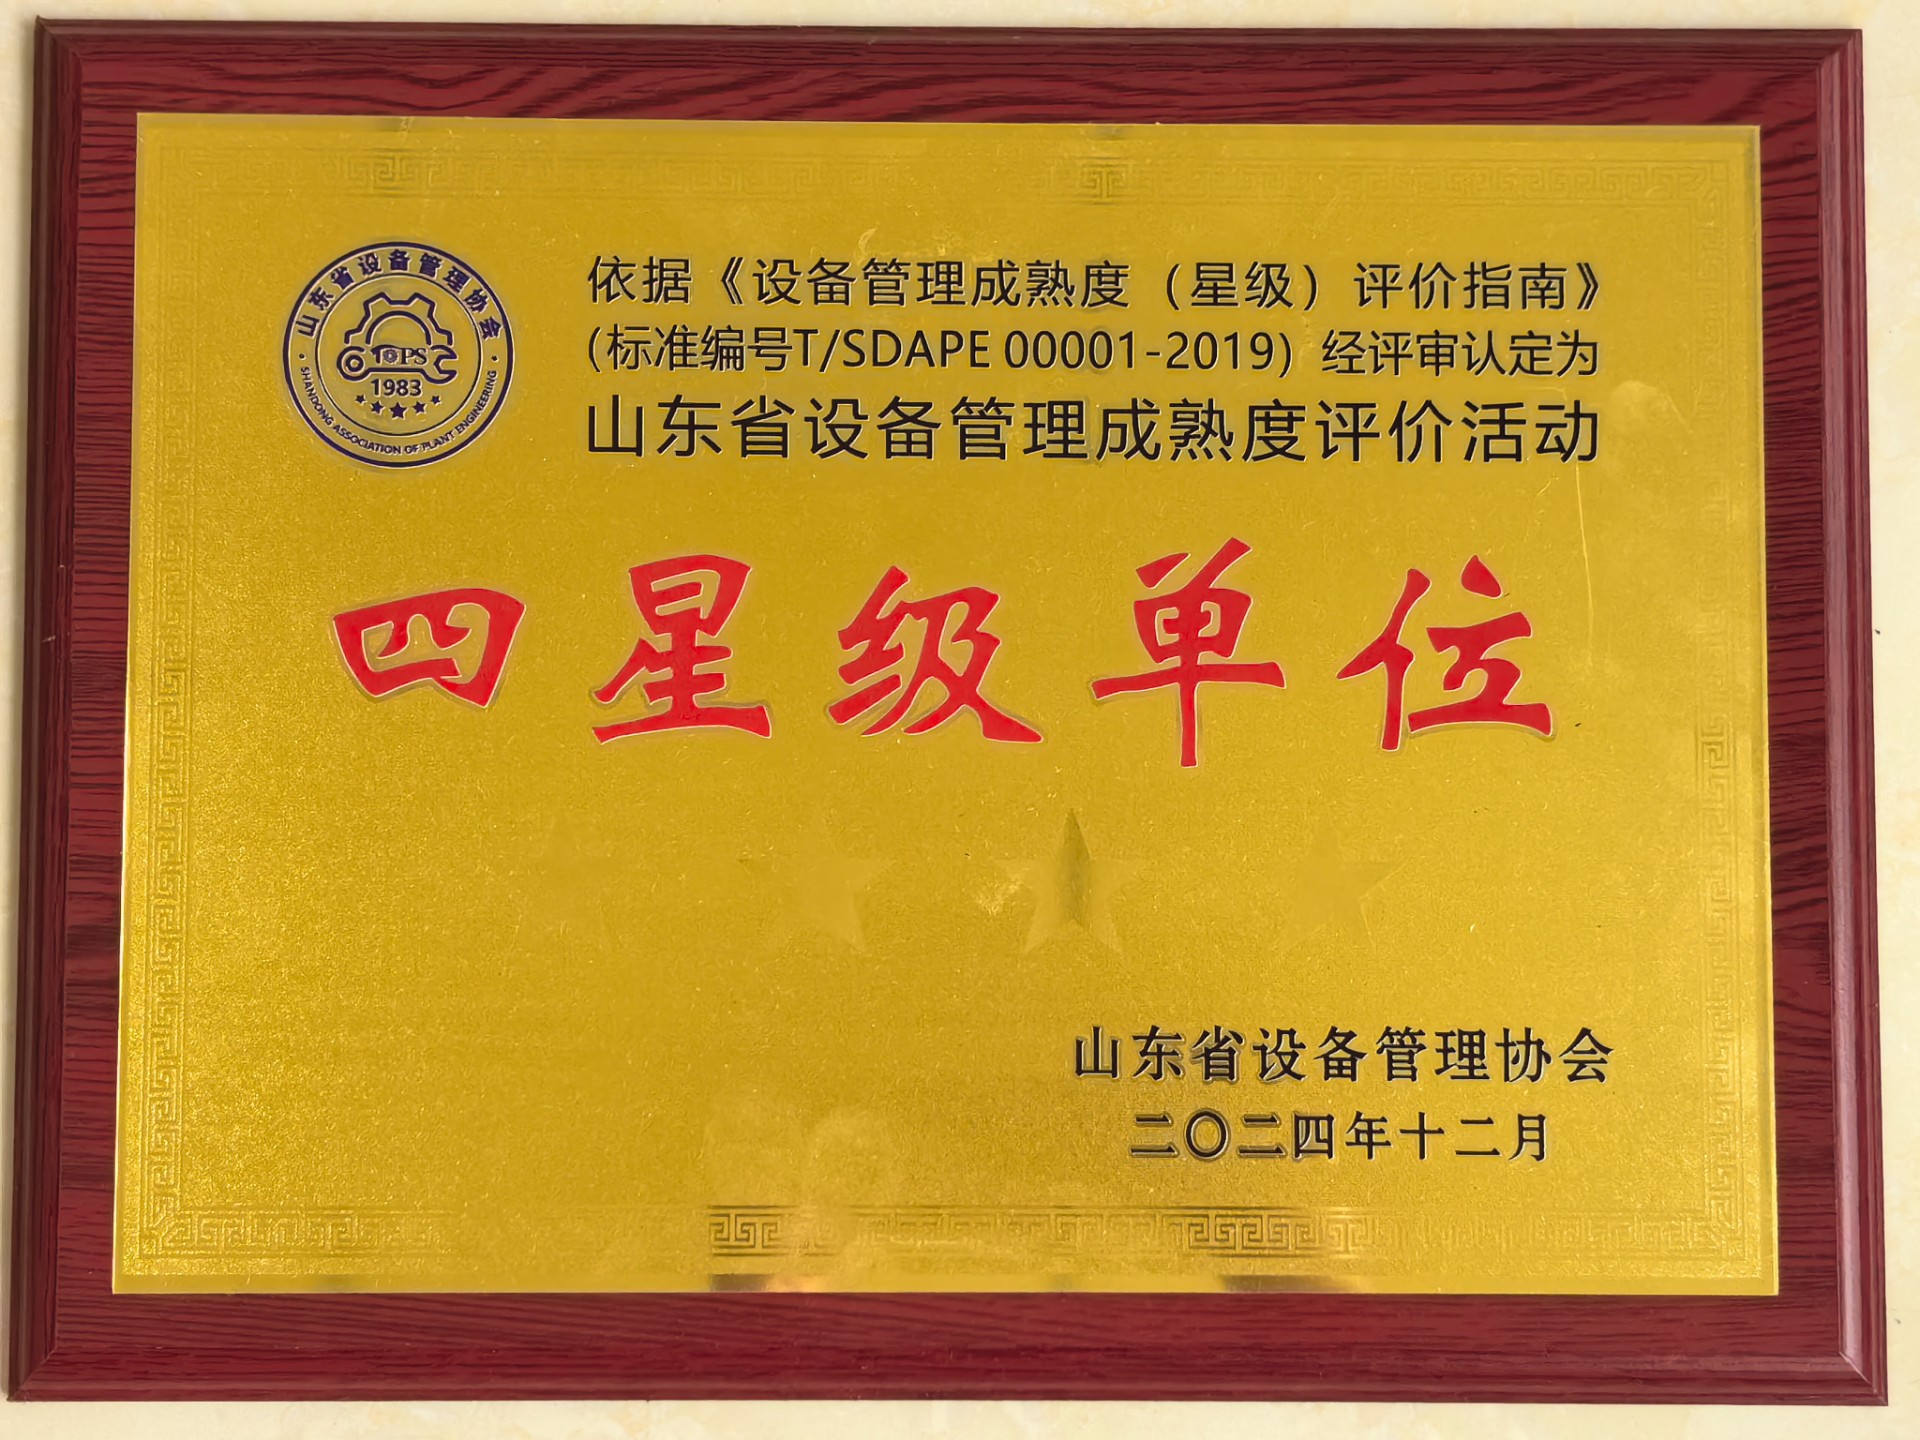 山东省设备管理协会
TOPS
1983
SHANDONG ASSOCIATION OF PLANT ENGINEERING
依据《设备管理成熟度（星级）评价指南》
(标准编号T/SDAPE 00001-2019）经评审认定为
山东省设备管理成熟度评价活动
四星级单位
山东省设备管理协会
二〇二四年十二月